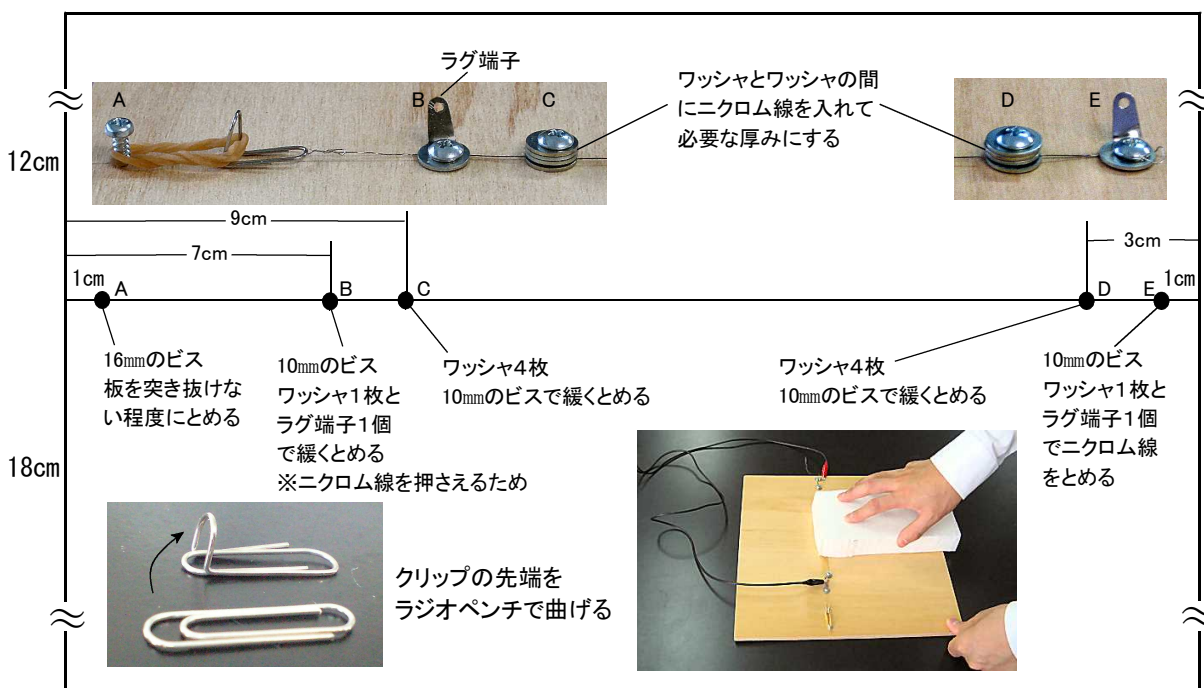 ラグ端子
A
B
C
ワッシャとワッシャの間
にニクロム線を入れて
必要な厚みにする
D
E
12cm
9cm
7cm
3cm
1cm
A
B
C
D
E
1cm
16㎜のビス
板を突き抜けな
い程度にとめる
10㎜のビス
ワッシャ1枚と
ラグ端子1個
で緩くとめる
※ニクロム線を押さえるため
ワッシャ4枚
10㎜のビスで緩くとめる
ワッシャ4枚
10㎜のビスで緩くとめる
10㎜のビス
ワッシャ1枚と
ラグ端子1個
でニクロム線
をとめる
18cm
クリップの先端を
ラジオペンチで曲げる